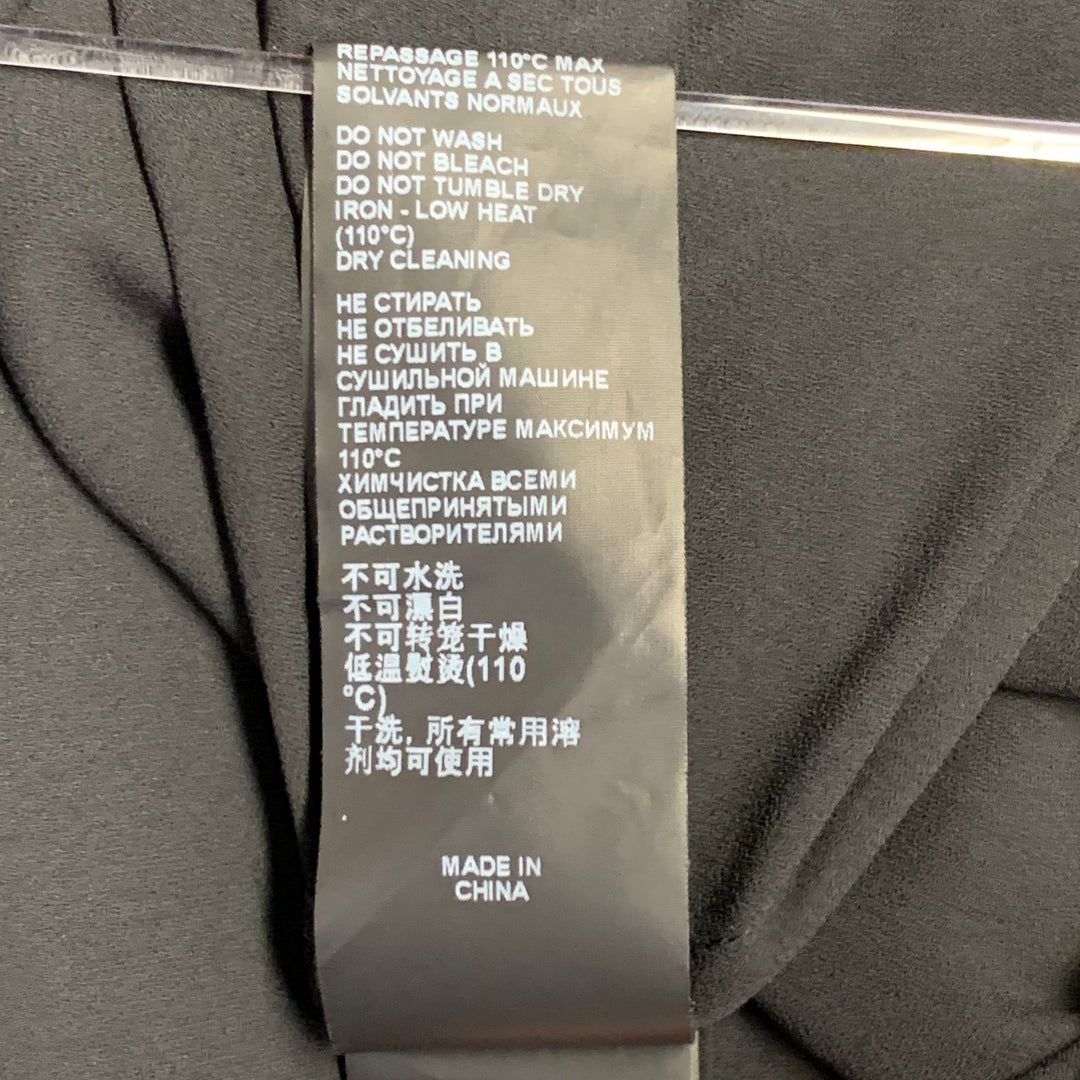 REPASSAGE 110°C MAX
NETTOYAGE A SEC TOUS
SOLVANTS NORMAUX
DO NOT WASH
DO NOT BLEACH
DO NOT TUMBLE DRY
IRON - LOW HEAT
(110°C)
DRY CLEANING
НЕ СТИРАТЬ
НЕ ОТБЕЛИВАТЬ
НЕ СУШИТЬ В
СУШИЛЬНОЙ МАШИНЕ
ГЛАДИТЬ ПРИ
ТЕМПЕРАТУРЕ МАКСИМУМ
110°C
ХИМЧИСТКА ВСЕМИ
ОБЩЕПРИНЯТЫМИ
РАСТВОРИТЕЛЯМИ
不可水洗
不可漂白
不可转笼干燥
低温熨烫(110
°C)
干洗, 所有常用溶
剂均可使用
MADE IN
CHINA